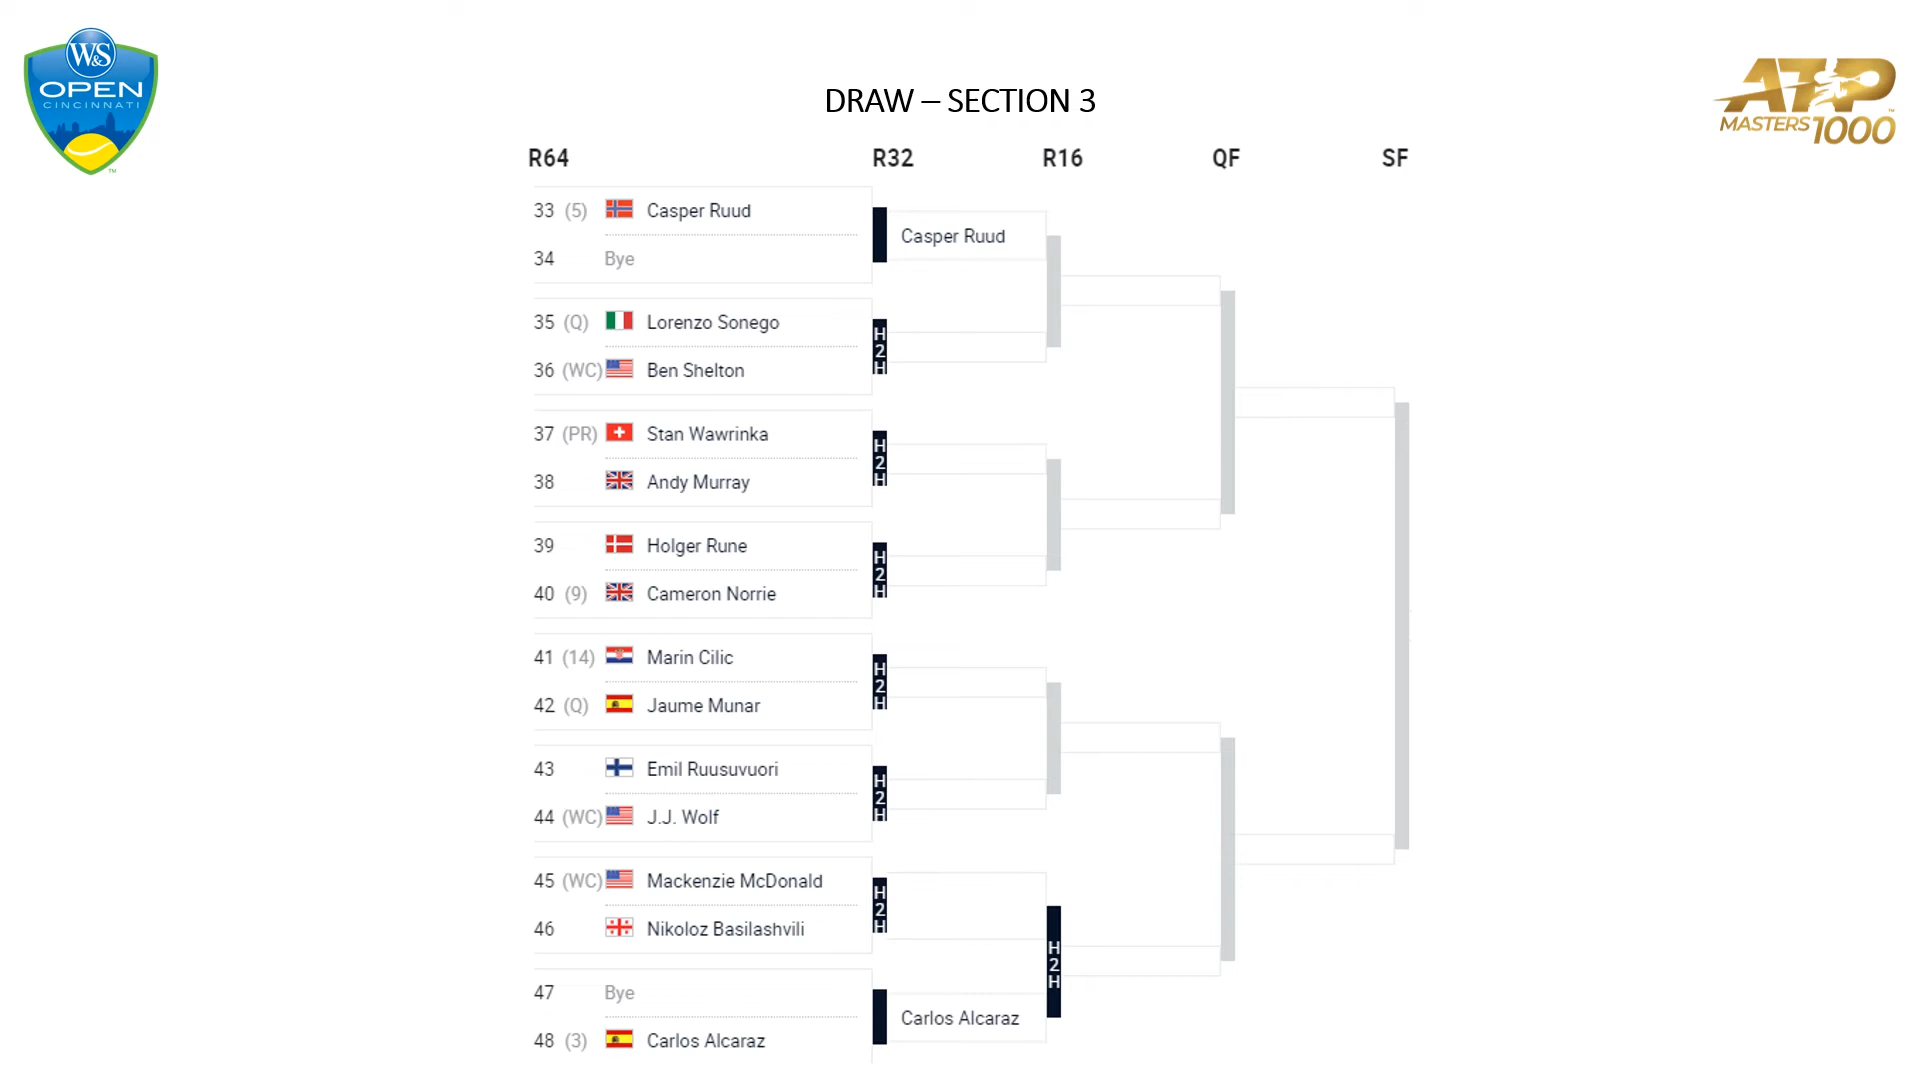 W&S
OPEN
CINCINNATI
TM
ATP
MASTERS 1000
DRAW – SECTION 3
R64 R32 R16 QF SF
33 (5) Casper Ruud
Casper Ruud
34 Bye
35 (Q) Lorenzo Sonego
H2H
36 (WC) Ben Shelton
37 (PR) Stan Wawrinka
H2H
38 Andy Murray
39 Holger Rune
H2H
40 (9) Cameron Norrie
41 (14) Marin Cilic
H2H
42 (Q) Jaume Munar
43 Emil Ruusuvuori
H2H
44 (WC) J.J. Wolf
45 (WC) Mackenzie McDonald
H2H
46 Nikoloz Basilashvili
H2H
47 Bye
Carlos Alcaraz
48 (3) Carlos Alcaraz